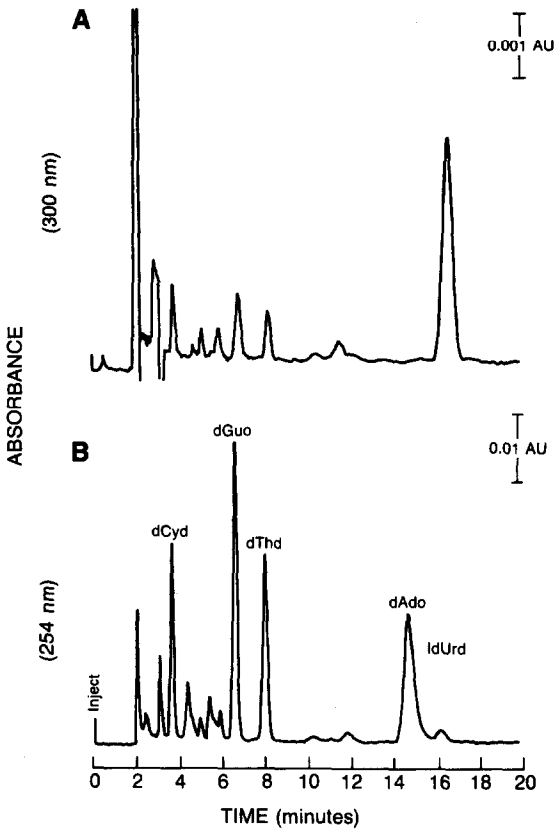 A
0.001 AU
(300 nm)
ABSORBANCE
B
0.01 AU
(254 nm)
Inject
dCyd
dGuo
dThd
dAdo
IdUrd
0 2 4 6 8 10 12 14 16 18 20
TIME (minutes)